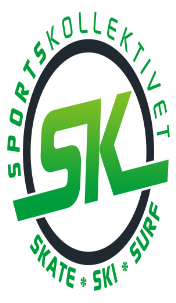 SPORTSKOLLEKTIVET
SK
SKATE * SKI * SURF